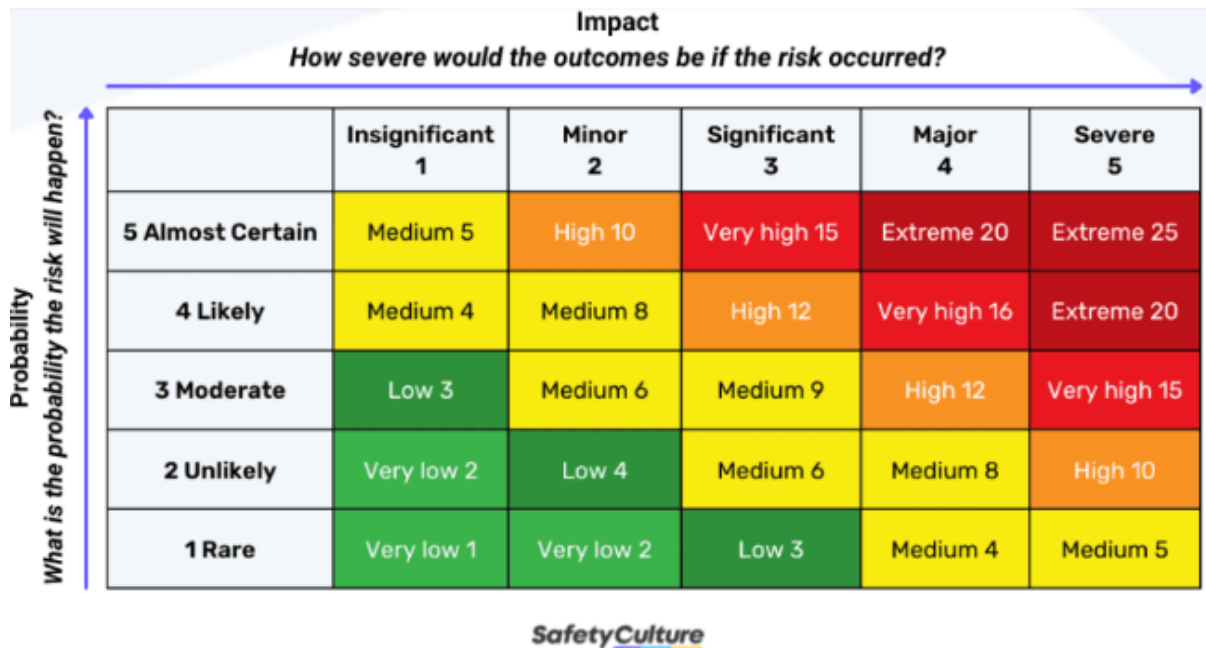 Impact
How severe would the outcomes be if the risk occurred?
Probability
What is the probability the risk will happen?
Insignificant
1
Minor
2
Significant
3
Major
4
Severe
5
5 Almost Certain
Medium 5
High 10
Very high 15
Extreme 20
Extreme 25
4 Likely
Medium 4
Medium 8
High 12
Very high 16
Extreme 20
3 Moderate
Low 3
Medium 6
Medium 9
High 12
Very high 15
2 Unlikely
Very low 2
Low 4
Medium 6
Medium 8
High 10
1 Rare
Very low 1
Very low 2
Low 3
Medium 4
Medium 5
SafetyCulture